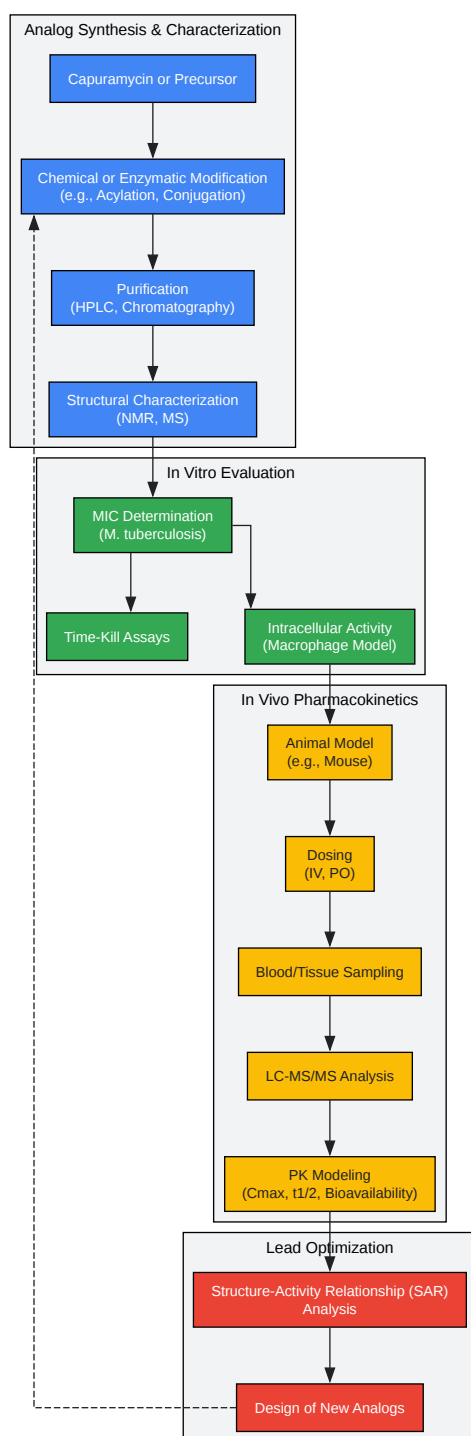 Analog Synthesis & Characterization
Capuramycin or Precursor
Chemical or Enzymatic Modification
(e.g., Acylation, Conjugation)
Purification
(HPLC, Chromatography)
Structural Characterization
(NMR, MS)
In Vitro Evaluation
MIC Determination
(M. tuberculosis)
Time-Kill Assays
Intracellular Activity
(Macrophage Model)
In Vivo Pharmacokinetics
Animal Model
(e.g., Mouse)
Dosing
(IV, PO)
Blood/Tissue Sampling
LC-MS/MS Analysis
PK Modeling
(Cmax, t1/2, Bioavailability)
Lead Optimization
Structure-Activity Relationship (SAR)
Analysis
Design of New Analogs